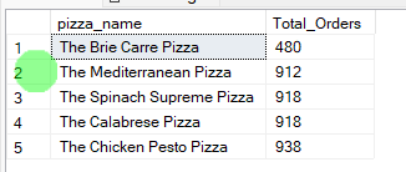 pizza_name Total_Orders
1 The Brie Carre Pizza 480
2 The Mediterranean Pizza 912
3 The Spinach Supreme Pizza 918
4 The Calabrese Pizza 918
5 The Chicken Pesto Pizza 938